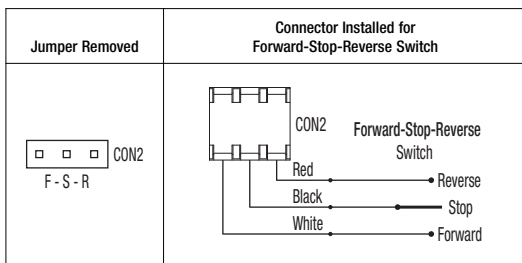 Jumper Removed
Connector Installed for
Forward-Stop-Reverse Switch
CON2
F - S - R
CON2
Forward-Stop-Reverse
Switch
Red
Reverse
Black
Stop
White
Forward